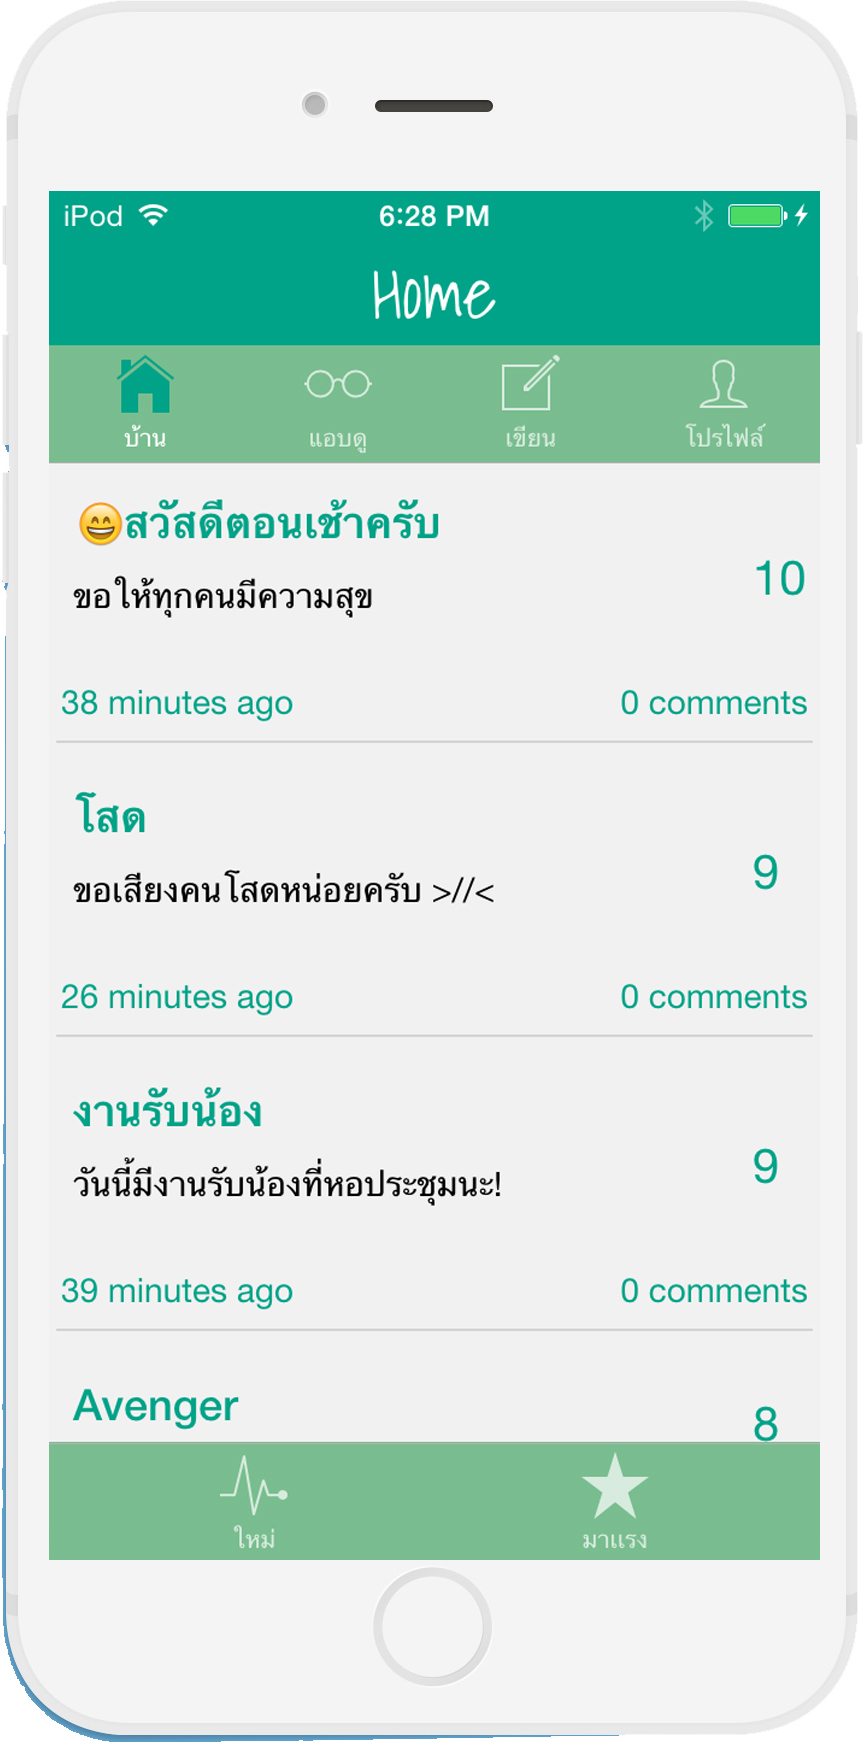 iPod 6:28 PM
Home
บ้าน แอบดู เขียน โปรไฟล์
😄สวัสดีตอนเช้าครับ
10
ขอให้ทุกคนมีความสุข
38 minutes ago 0 comments
โสด
9
ขอเสียงคนโสดหน่อยครับ >//<
26 minutes ago 0 comments
งานรับน้อง
9
วันนี้มีงานรับน้องที่หอประชุมนะ!
39 minutes ago 0 comments
Avenger
8
ใหม่ มาแรง